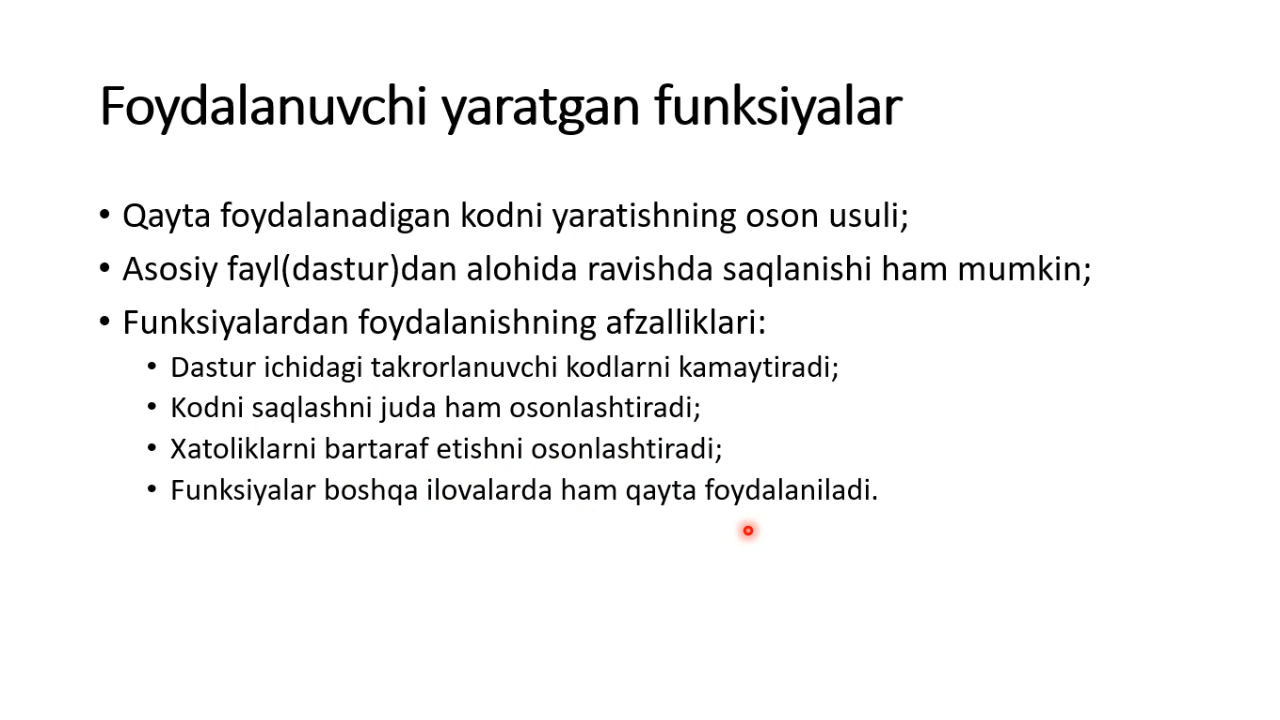 Foydalanuvchi yaratgan funksiyalar
• Qayta foydalanadigan kodni yaratishning oson usuli;
• Asosiy fayl(dastur)dan alohida ravishda saqlanishi ham mumkin;
• Funksiyalardan foydalanishning afzalliklari:
• Dastur ichidagi takrorlanuvchi kodlarni kamaytiradi;
• Kodni saqlashni juda ham osonlashtiradi;
• Xatoliklarni bartaraf etishni osonlashtiradi;
• Funksiyalar boshqa ilovalarda ham qayta foydalaniladi.